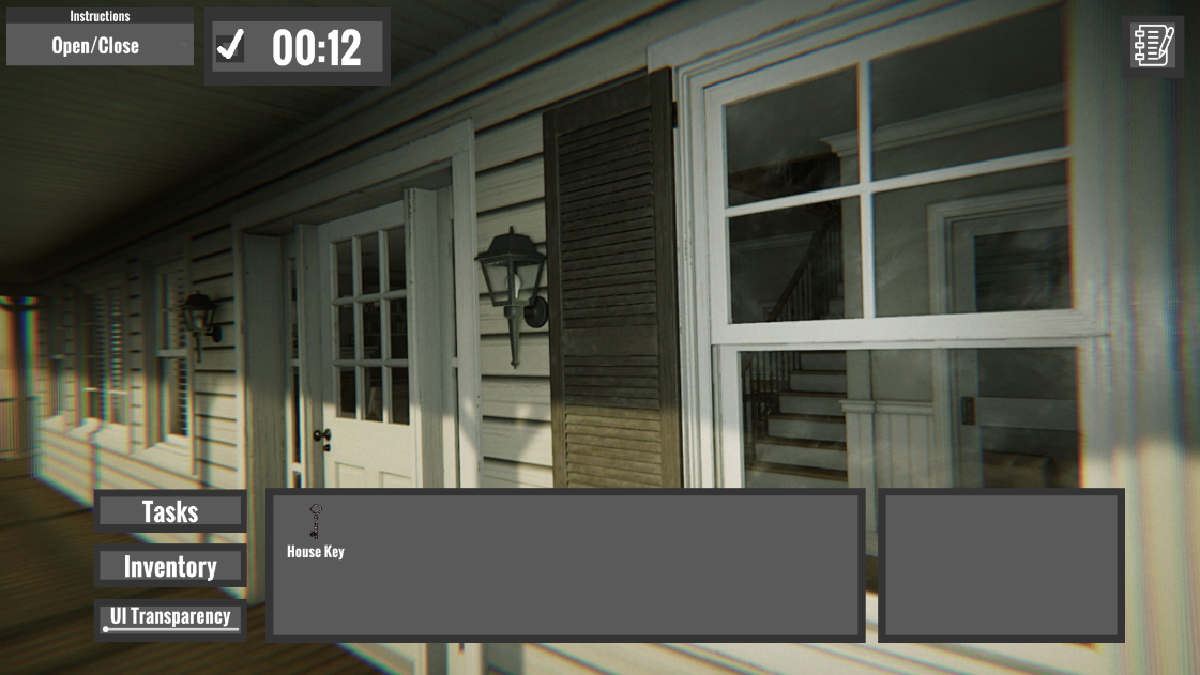 Instructions
Open/Close
00:12
Tasks
Inventory
UI Transparency
House Key